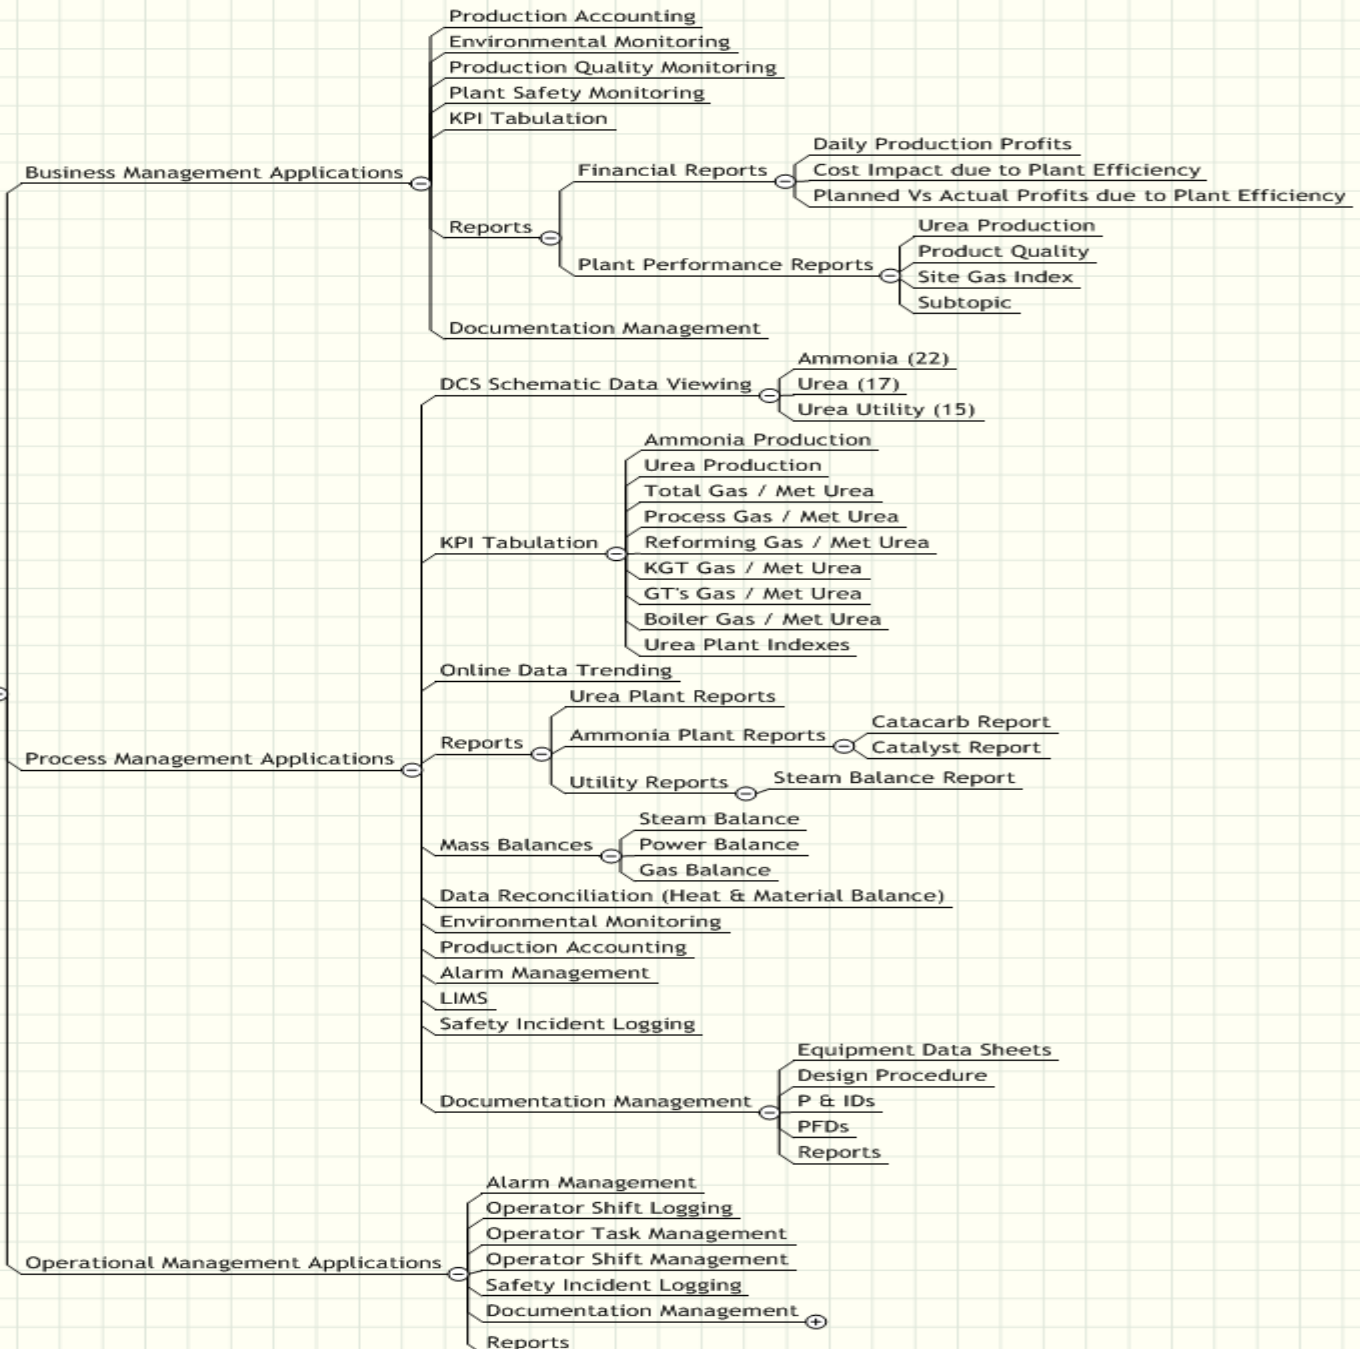 Production Accounting
Environmental Monitoring
Production Quality Monitoring
Plant Safety Monitoring
KPI Tabulation
Business Management Applications
Reports
Financial Reports
Daily Production Profits
Cost Impact due to Plant Efficiency
Planned Vs Actual Profits due to Plant Efficiency
Plant Performance Reports
Urea Production
Product Quality
Site Gas Index
Subtopic
Documentation Management
DCS Schematic Data Viewing
Ammonia (22)
Urea (17)
Urea Utility (15)
KPI Tabulation
Ammonia Production
Urea Production
Total Gas / Met Urea
Process Gas / Met Urea
Reforming Gas / Met Urea
KGT Gas / Met Urea
GT's Gas / Met Urea
Boiler Gas / Met Urea
Urea Plant Indexes
Online Data Trending
Process Management Applications
Reports
Urea Plant Reports
Ammonia Plant Reports
Catacarb Report
Catalyst Report
Utility Reports
Steam Balance Report
Mass Balances
Steam Balance
Power Balance
Gas Balance
Data Reconciliation (Heat & Material Balance)
Environmental Monitoring
Production Accounting
Alarm Management
LIMS
Safety Incident Logging
Documentation Management
Equipment Data Sheets
Design Procedure
P & IDs
PFDs
Reports
Operational Management Applications
Alarm Management
Operator Shift Logging
Operator Task Management
Operator Shift Management
Safety Incident Logging
Documentation Management
Reports